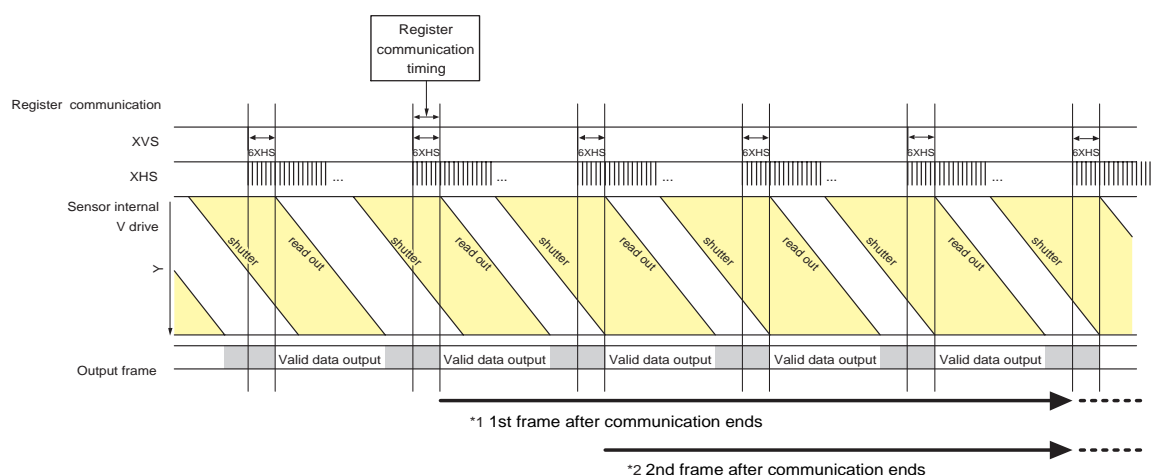 Register
communication
timing
Register communication
XVS
6XHS 6XHS 6XHS 6XHS 6XHS 6XHS
XHS
... ... ... ... ...
Sensor internal
V drive
Y
shutter read out shutter read out shutter read out shutter read out shutter read out shutter
Output frame
Valid data output Valid data output Valid data output Valid data output Valid data output
*1 1st frame after communication ends
*2 2nd frame after communication ends